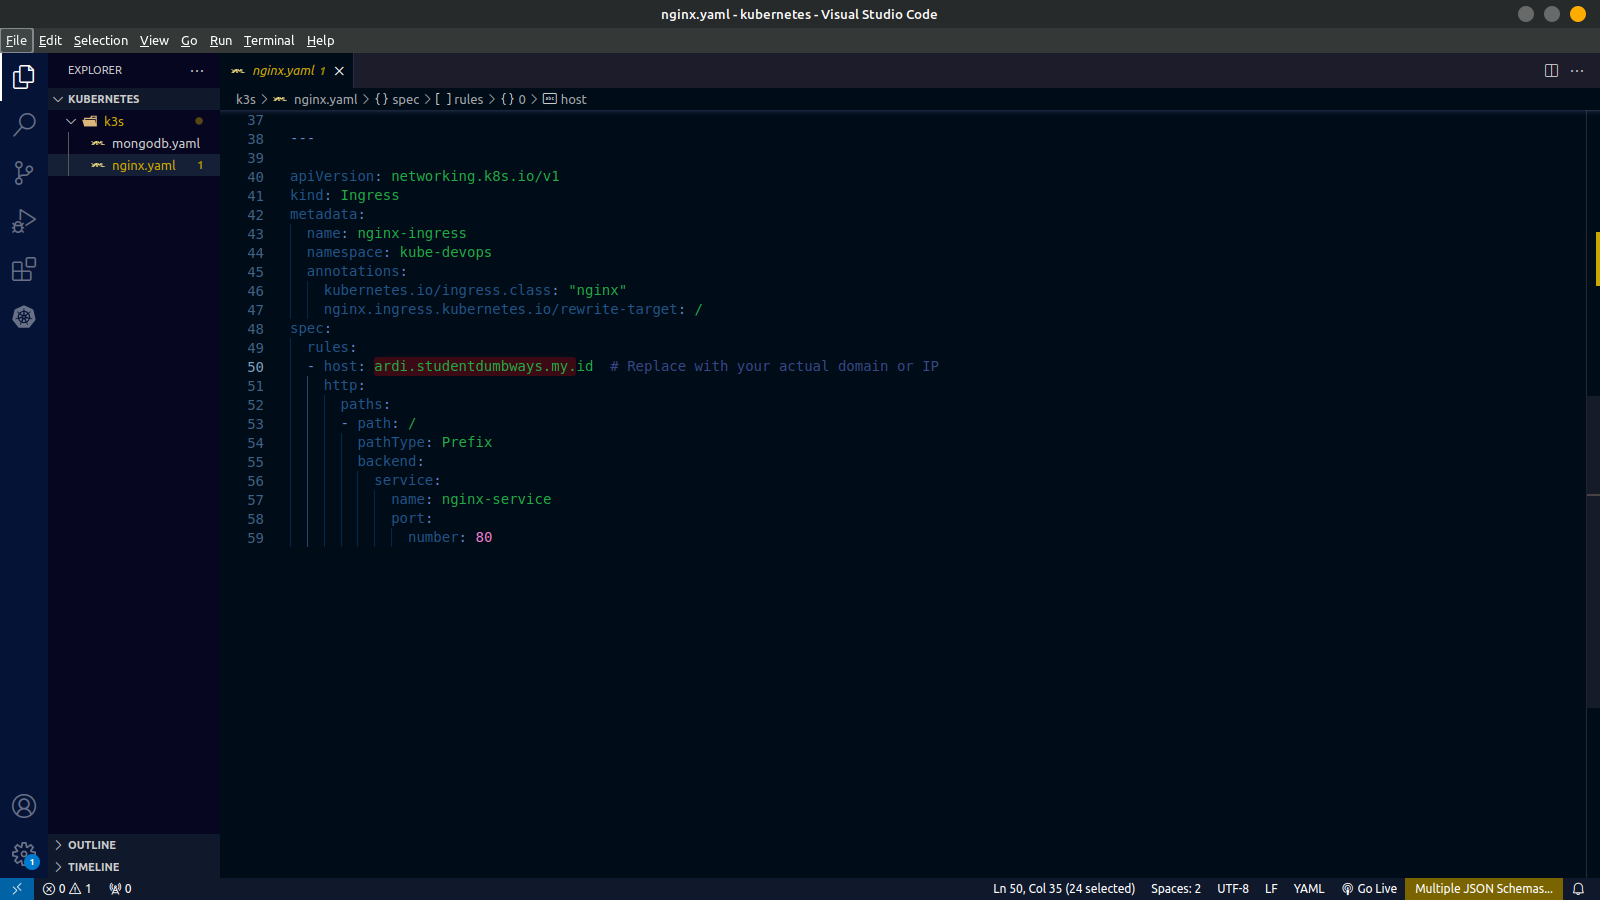 nginx.yaml - kubernetes - Visual Studio Code
File Edit Selection View Go Run Terminal Help
EXPLORER
KUBERNETES
k3s
mongodb.yaml
nginx.yaml 1
nginx.yaml 1
k3s > nginx.yaml > {} spec > [ ] rules > {} 0 > abc host
37
38 ---
39
40 apiVersion: networking.k8s.io/v1
41 kind: Ingress
42 metadata:
43   name: nginx-ingress
44   namespace: kube-devops
45   annotations:
46     kubernetes.io/ingress.class: "nginx"
47     nginx.ingress.kubernetes.io/rewrite-target: /
48 spec:
49   rules:
50   - host: ardi.studentdumbways.my.id  # Replace with your actual domain or IP
51     http:
52       paths:
53       - path: /
54         pathType: Prefix
55         backend:
56           service:
57             name: nginx-service
58             port:
59               number: 80
OUTLINE
TIMELINE
1
0 1 0 Ln 50, Col 35 (24 selected) Spaces: 2 UTF-8 LF YAML Go Live Multiple JSON Schemas...